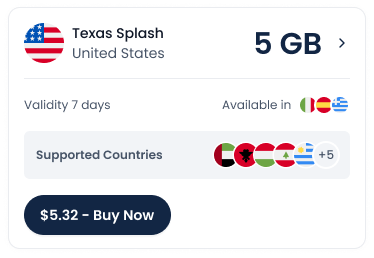 Texas Splash
United States
5 GB
Validity 7 days
Available in
Supported Countries
+5
$5.32 - Buy Now